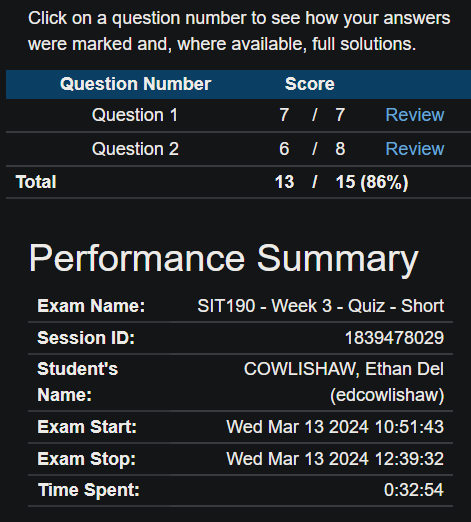 Click on a question number to see how your answers
were marked and, where available, full solutions.
Question Number Score
Question 1 7 / 7 Review
Question 2 6 / 8 Review
Total 13 / 15 (86%)
Performance Summary
Exam Name: SIT190 - Week 3 - Quiz - Short
Session ID: 1839478029
Student's COWLISHAW, Ethan Del
Name: (edcowlishaw)
Exam Start: Wed Mar 13 2024 10:51:43
Exam Stop: Wed Mar 13 2024 12:39:32
Time Spent: 0:32:54